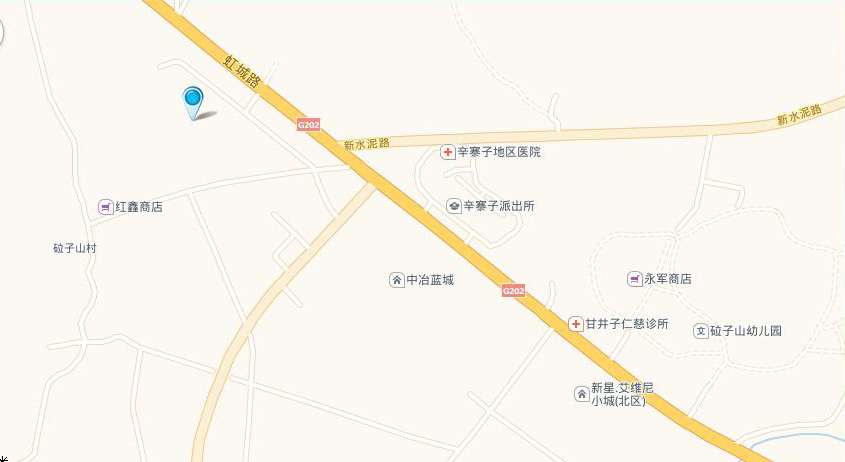 虹城路
G202
新水泥路
新水泥路
辛寨子地区医院
红鑫商店
辛寨子派出所
砬子山村
中冶蓝城
永军商店
G202
甘井子仁慈诊所
砬子山幼儿园
新星.艾维尼
小城(北区)